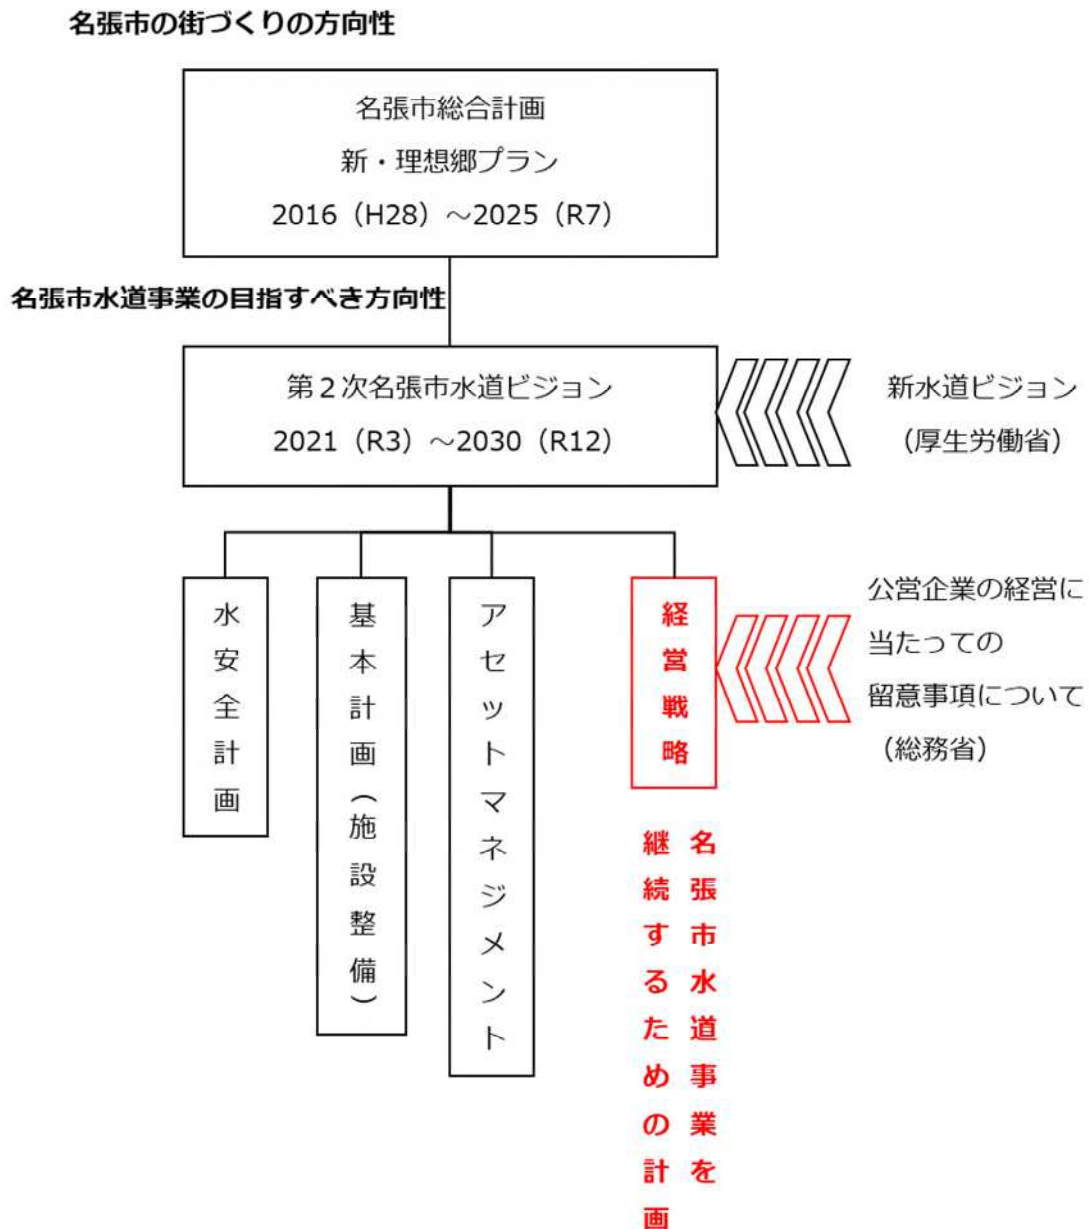 名張市の街づくりの方向性
名張市総合計画
新・理想郷プラン
2016（H28）～2025（R7）
名張市水道事業の目指すべき方向性
第２次名張市水道ビジョン
2021（R3）～2030（R12）
新水道ビジョン
（厚生労働省）
水安全計画
基本計画（施設整備）
アセットマネジメント
経営戦略
公営企業の経営に
当たっての
留意事項について
（総務省）
名張市水道事業を
継続するための計画